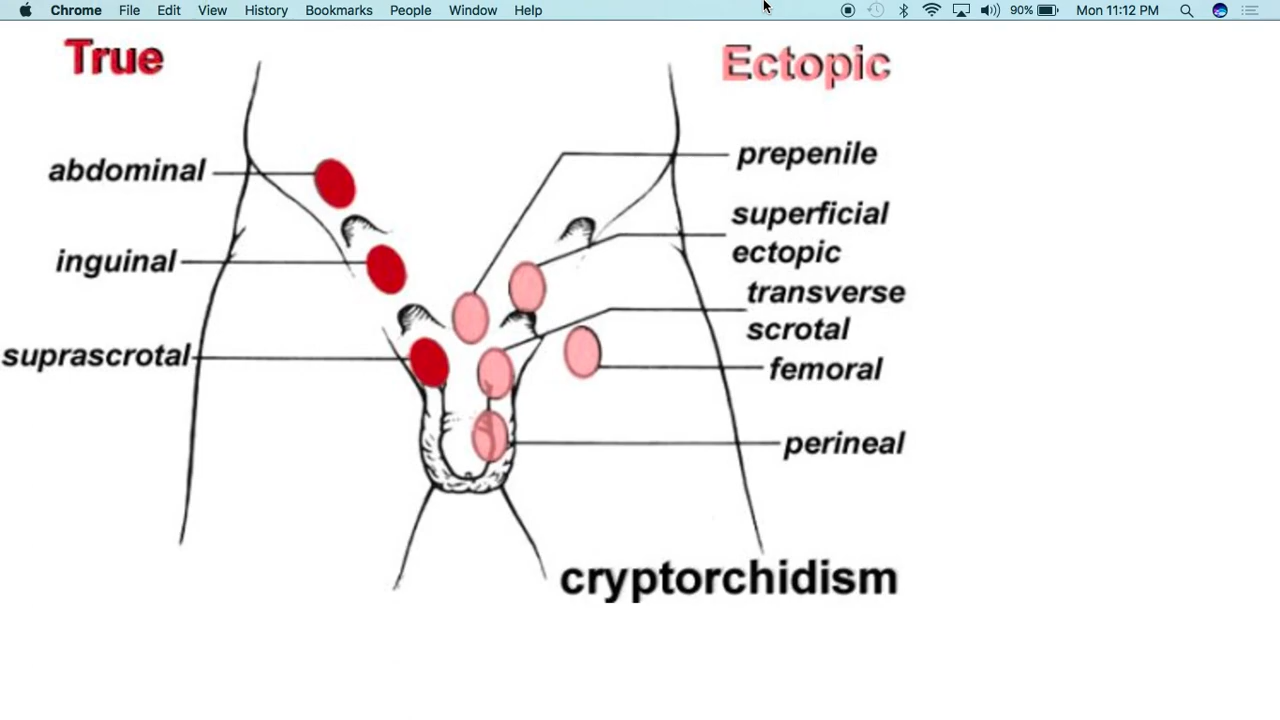 Chrome File Edit View History Bookmarks People Window Help 90% Mon 11:12 PM
True
Ectopic
abdominal
inguinal
suprascrotal
prepenile
superficial
ectopic
transverse
scrotal
femoral
perineal
cryptorchidism